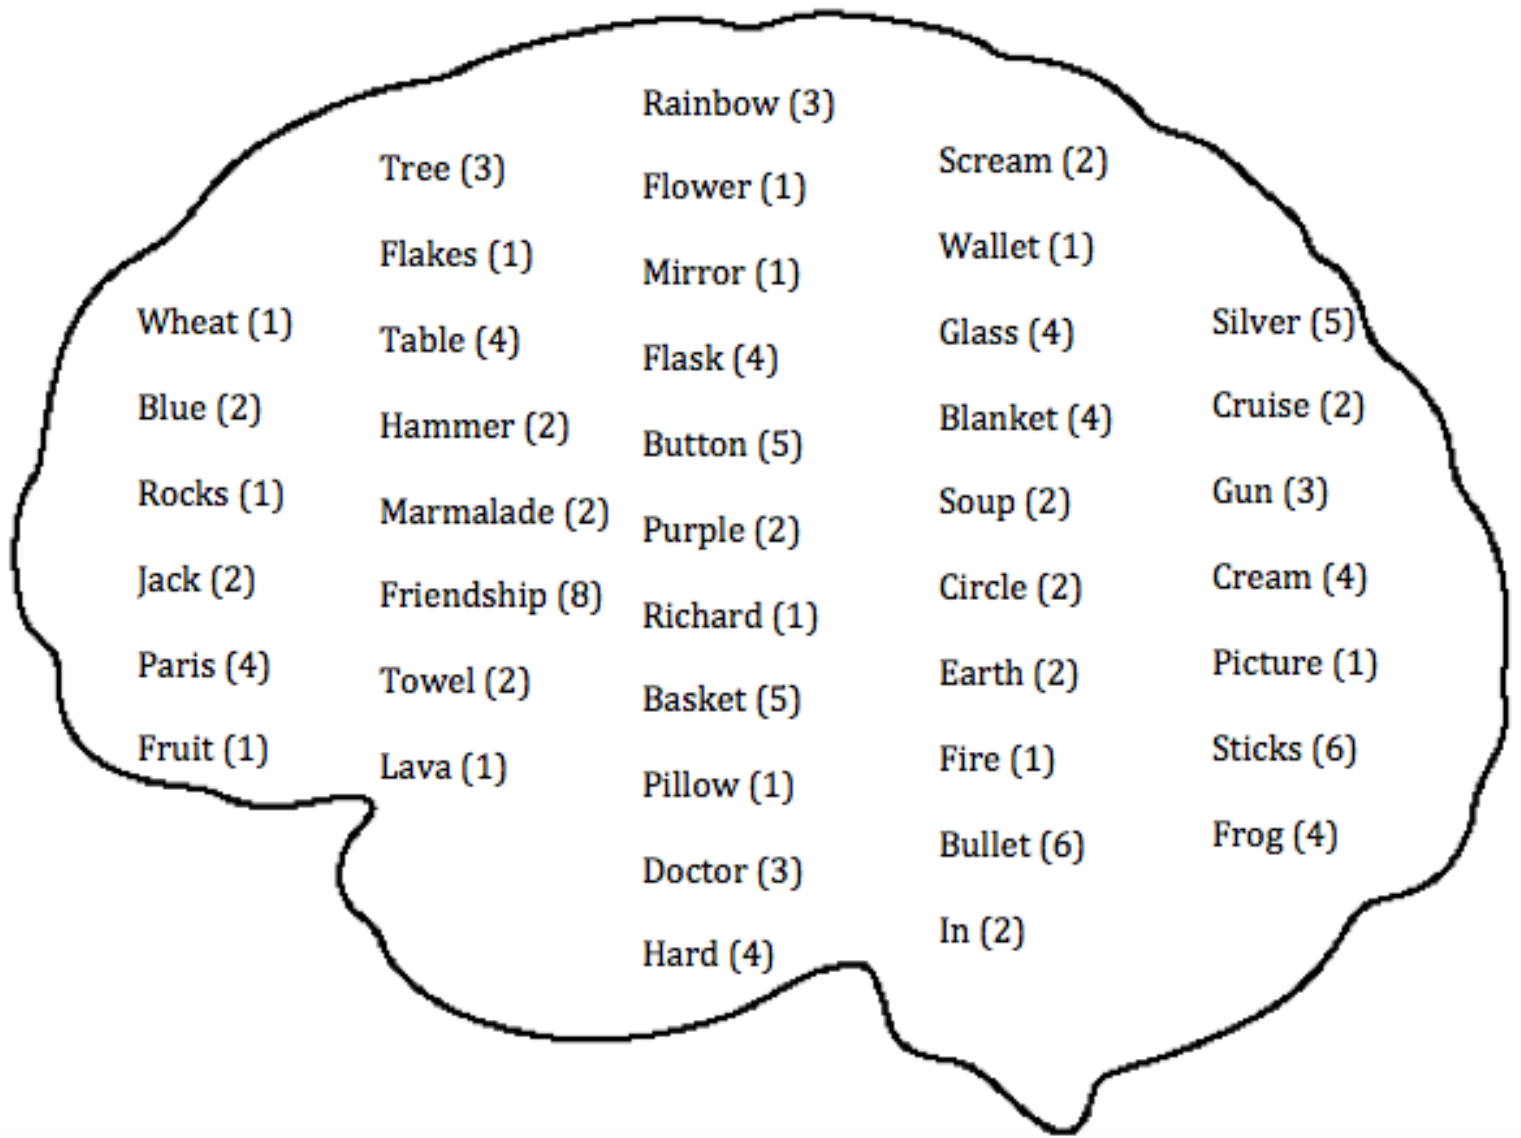 Wheat (1)
Blue (2)
Rocks (1)
Jack (2)
Paris (4)
Fruit (1)
Tree (3)
Flakes (1)
Table (4)
Hammer (2)
Marmalade (2)
Friendship (8)
Towel (2)
Lava (1)
Rainbow (3)
Flower (1)
Mirror (1)
Flask (4)
Button (5)
Purple (2)
Richard (1)
Basket (5)
Pillow (1)
Doctor (3)
Hard (4)
Scream (2)
Wallet (1)
Glass (4)
Blanket (4)
Soup (2)
Circle (2)
Earth (2)
Fire (1)
Bullet (6)
In (2)
Silver (5)
Cruise (2)
Gun (3)
Cream (4)
Picture (1)
Sticks (6)
Frog (4)